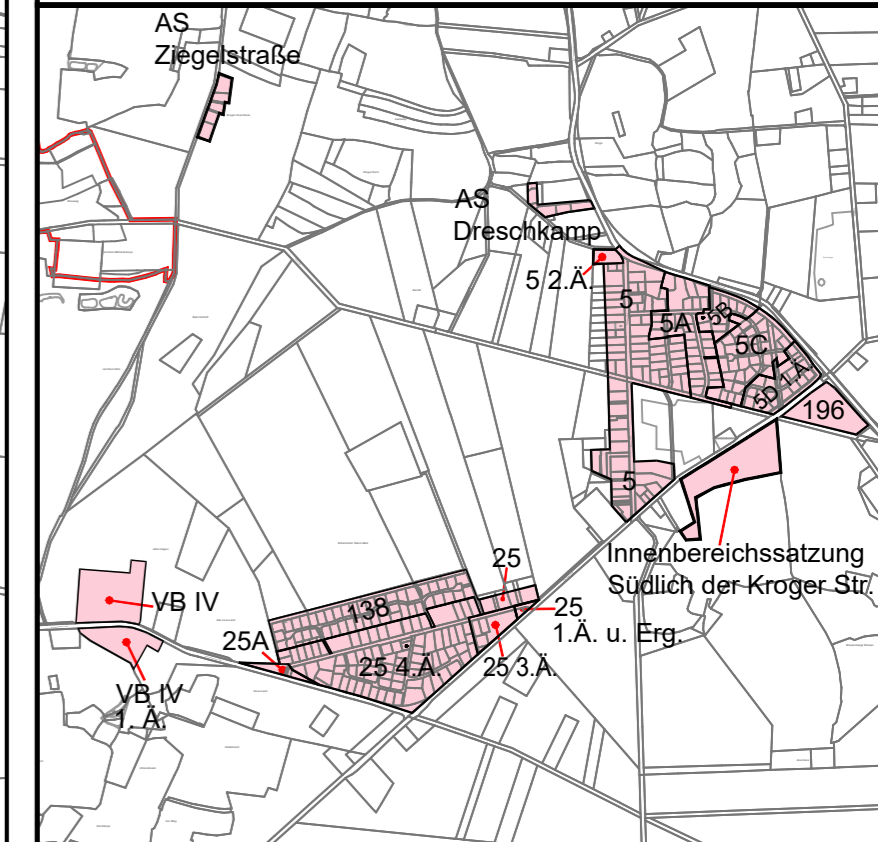 AS
Ziegelstraße
AS
Dreschkamp
5 2.Ä.
5
5A
5B
5C
5D 1.Ä.
196
5
Innenbereichssatzung
Südlich der Kroger Str.
25
138
25
1.Ä. u. Erg.
VB IV
25A
25 4.Ä.
25 3.Ä.
VB IV
1. Ä.